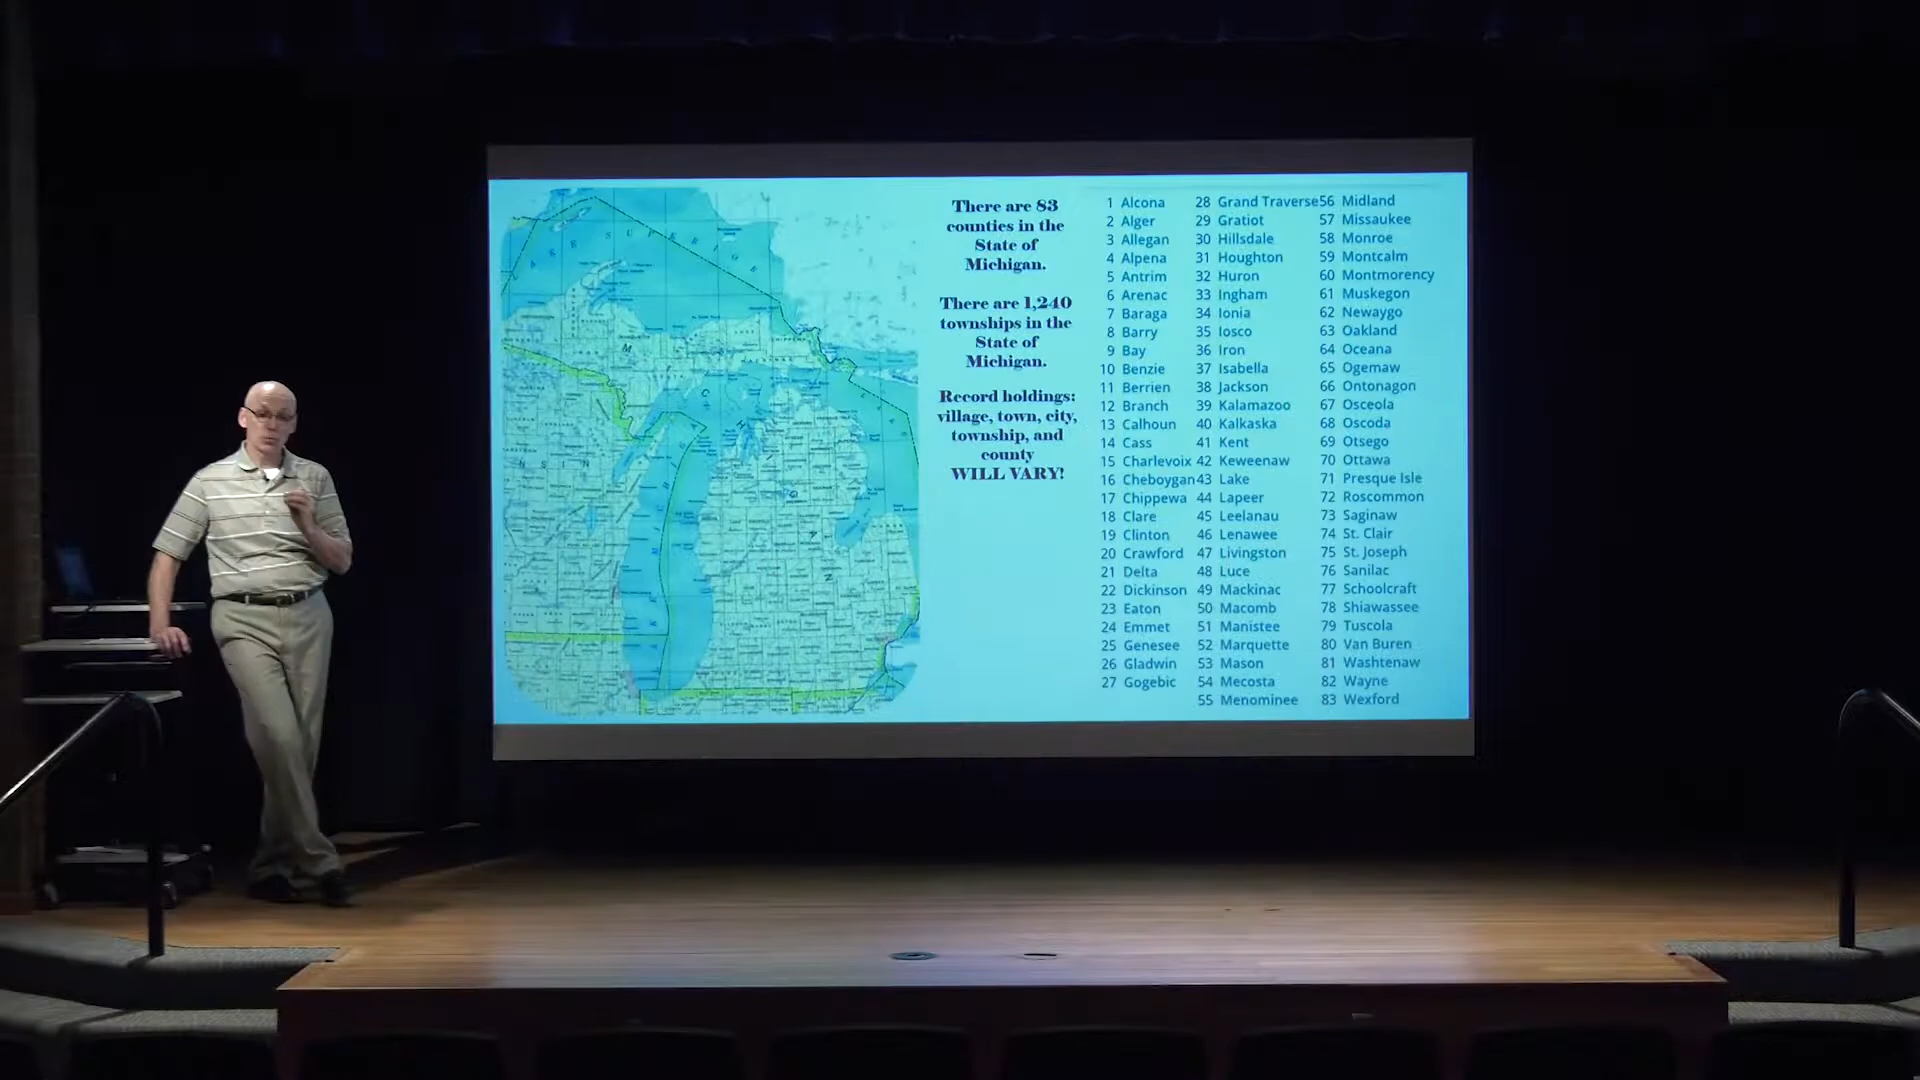 There are 83
counties in the
State of
Michigan.
There are 1,240
townships in the
State of
Michigan.
Record holdings:
village, town, city,
township, and
county
WILL VARY!
1 Alcona
2 Alger
3 Allegan
4 Alpena
5 Antrim
6 Arenac
7 Baraga
8 Barry
9 Bay
10 Benzie
11 Berrien
12 Branch
13 Calhoun
14 Cass
15 Charlevoix
16 Cheboygan
17 Chippewa
18 Clare
19 Clinton
20 Crawford
21 Delta
22 Dickinson
23 Eaton
24 Emmet
25 Genesee
26 Gladwin
27 Gogebic
28 Grand Traverse
29 Gratiot
30 Hillsdale
31 Houghton
32 Huron
33 Ingham
34 Ionia
35 Iosco
36 Iron
37 Isabella
38 Jackson
39 Kalamazoo
40 Kalkaska
41 Kent
42 Keweenaw
43 Lake
44 Lapeer
45 Leelanau
46 Lenawee
47 Livingston
48 Luce
49 Mackinac
50 Macomb
51 Manistee
52 Marquette
53 Mason
54 Mecosta
55 Menominee
56 Midland
57 Missaukee
58 Monroe
59 Montcalm
60 Montmorency
61 Muskegon
62 Newaygo
63 Oakland
64 Oceana
65 Ogemaw
66 Ontonagon
67 Osceola
68 Oscoda
69 Otsego
70 Ottawa
71 Presque Isle
72 Roscommon
73 Saginaw
74 St. Clair
75 St. Joseph
76 Sanilac
77 Schoolcraft
78 Shiawassee
79 Tuscola
80 Van Buren
81 Washtenaw
82 Wayne
83 Wexford
LAKE SUPERIOR